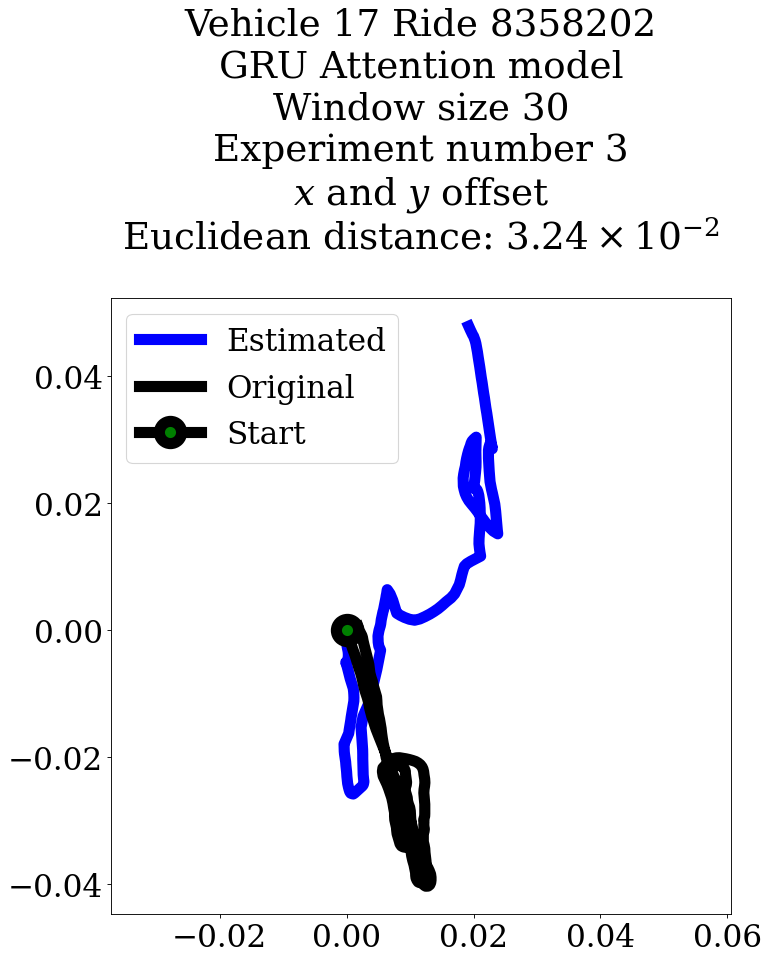 Vehicle 17 Ride 8358202
GRU Attention model
Window size 30
Experiment number 3
x and y offset
Euclidean distance: 3.24 × 10⁻²
Estimated
Original
Start
0.04
0.02
0.00
−0.02
−0.04
−0.02 0.00 0.02 0.04 0.06